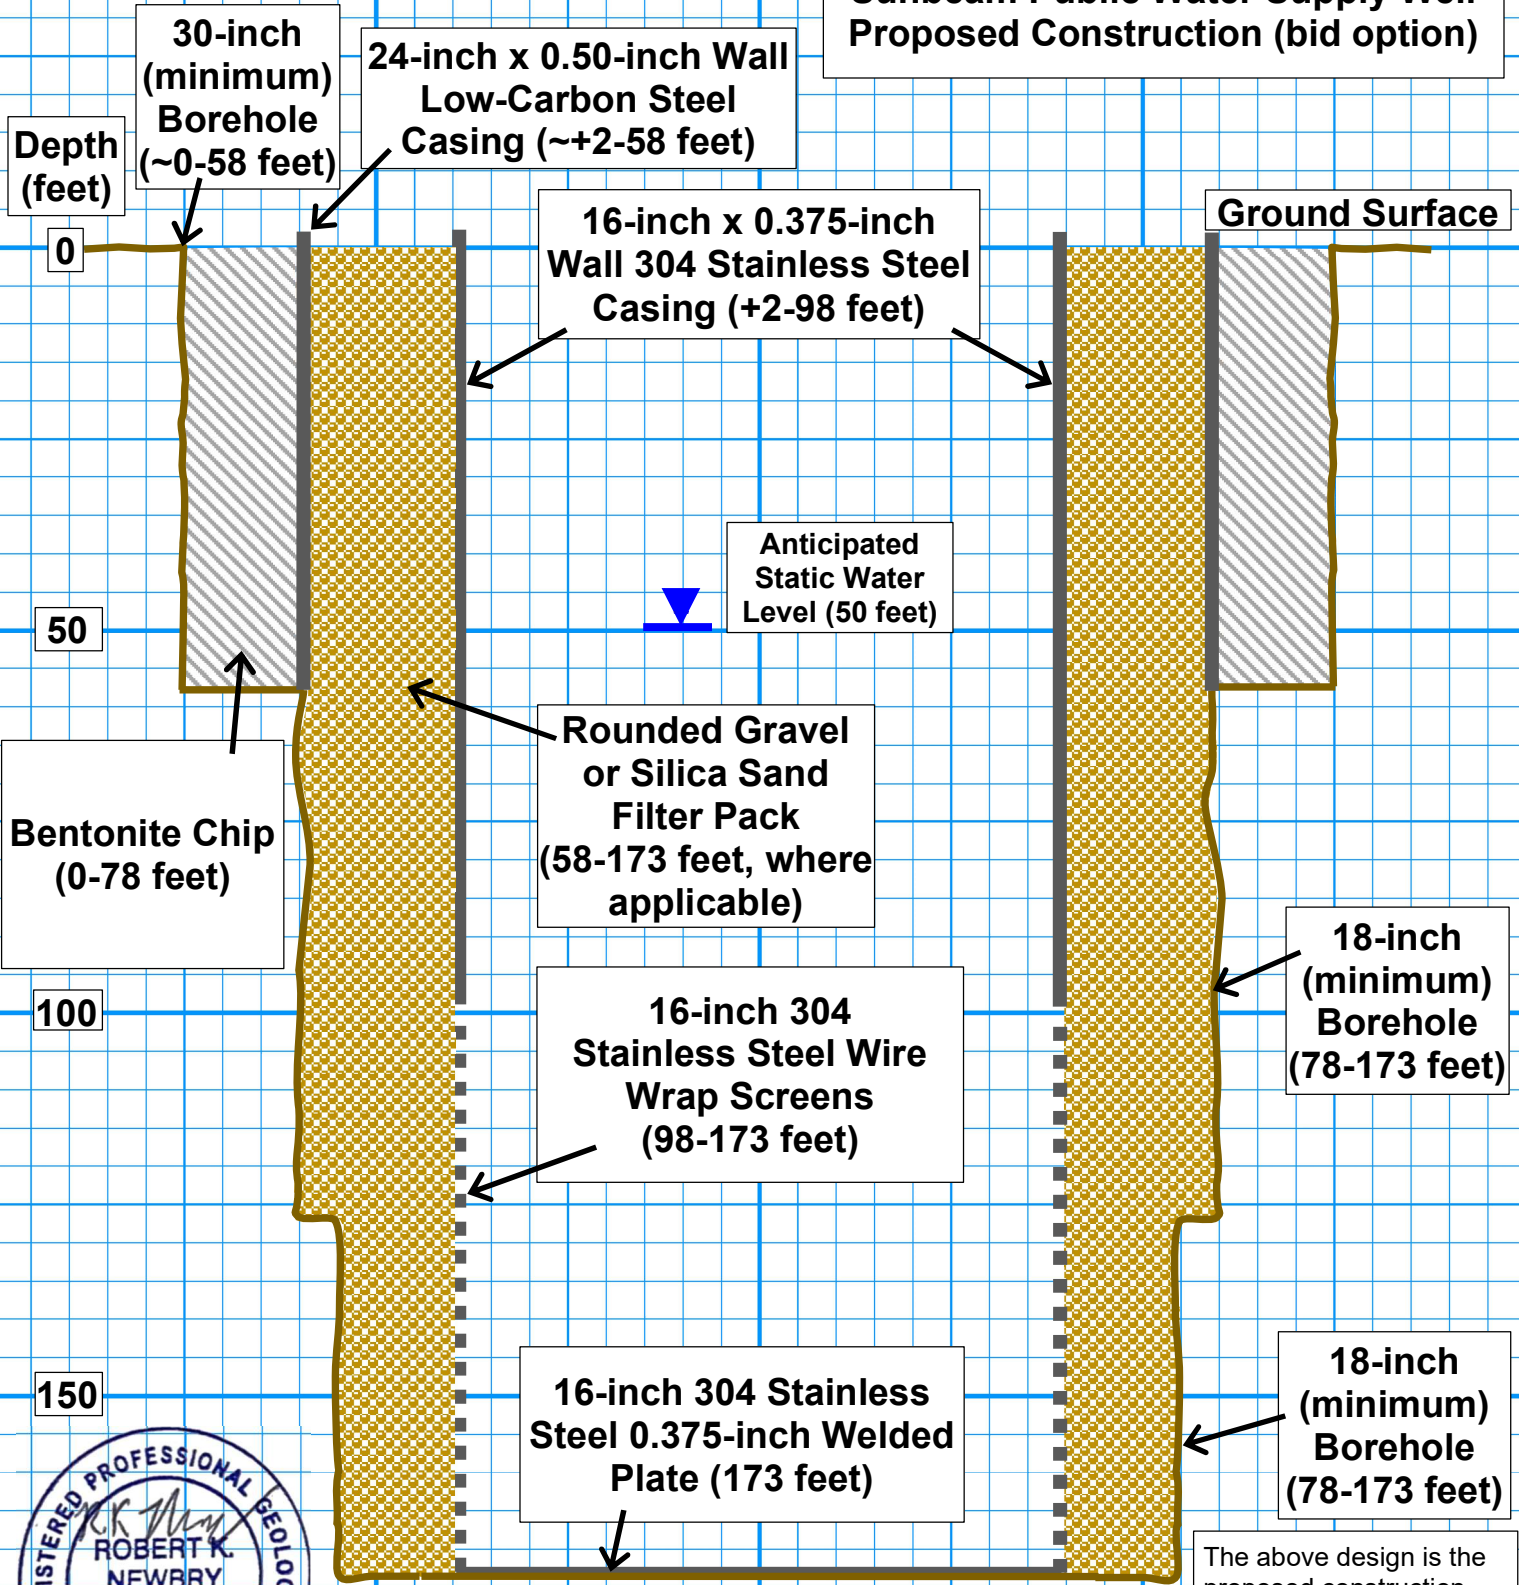 Proposed Construction (bid option)
30-inch
(minimum)
Borehole
(~0-58 feet)
24-inch x 0.50-inch Wall
Low-Carbon Steel
Casing (~+2-58 feet)
Depth
(feet)
16-inch x 0.375-inch
Wall 304 Stainless Steel
Casing (+2-98 feet)
Ground Surface
0
Anticipated
Static Water
Level (50 feet)
50
Rounded Gravel
or Silica Sand
Filter Pack
(58-173 feet, where
applicable)
Bentonite Chip
(0-78 feet)
18-inch
(minimum)
Borehole
(78-173 feet)
100
16-inch 304
Stainless Steel Wire
Wrap Screens
(98-173 feet)
150
16-inch 304 Stainless
Steel 0.375-inch Welded
Plate (173 feet)
18-inch
(minimum)
Borehole
(78-173 feet)
PROFESSIONAL
ROBERT K.
NEWBRY
The above design is the
proposed construction